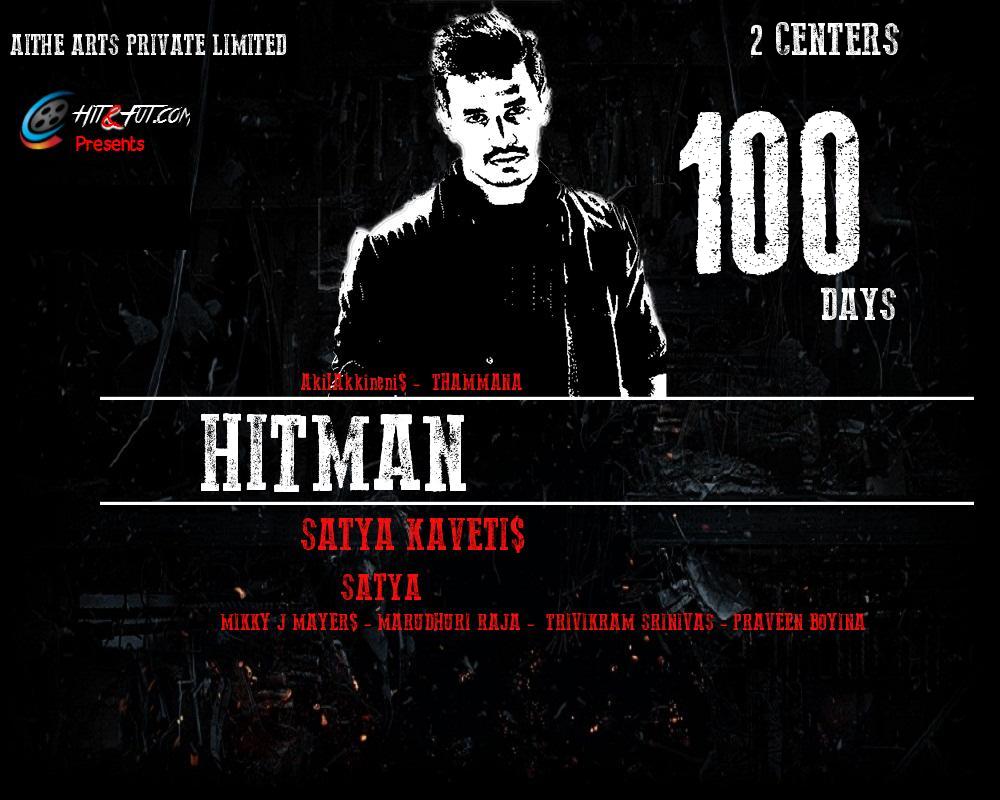 AITHE ARTS PRIVATE LIMITED
2 CENTERS
HIT&FUT.COM
Presents
100
DAYS
AkilAkkineni$ - THAMMANA
HITMAN
SATYA KAVETI$
SATYA
MIKKY J MAYER$ - MARUDHURI RAJA - TRIVIKRAM SRINIVAS - PRAVEEN BOYINA